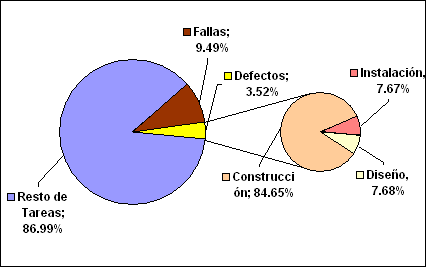 Fallas;
9.49%
Defectos;
3.52%
Instalación,
7.67%
Resto de
Tareas;
86.99%
Construcci
ón; 84.65%
Diseño,
7.68%